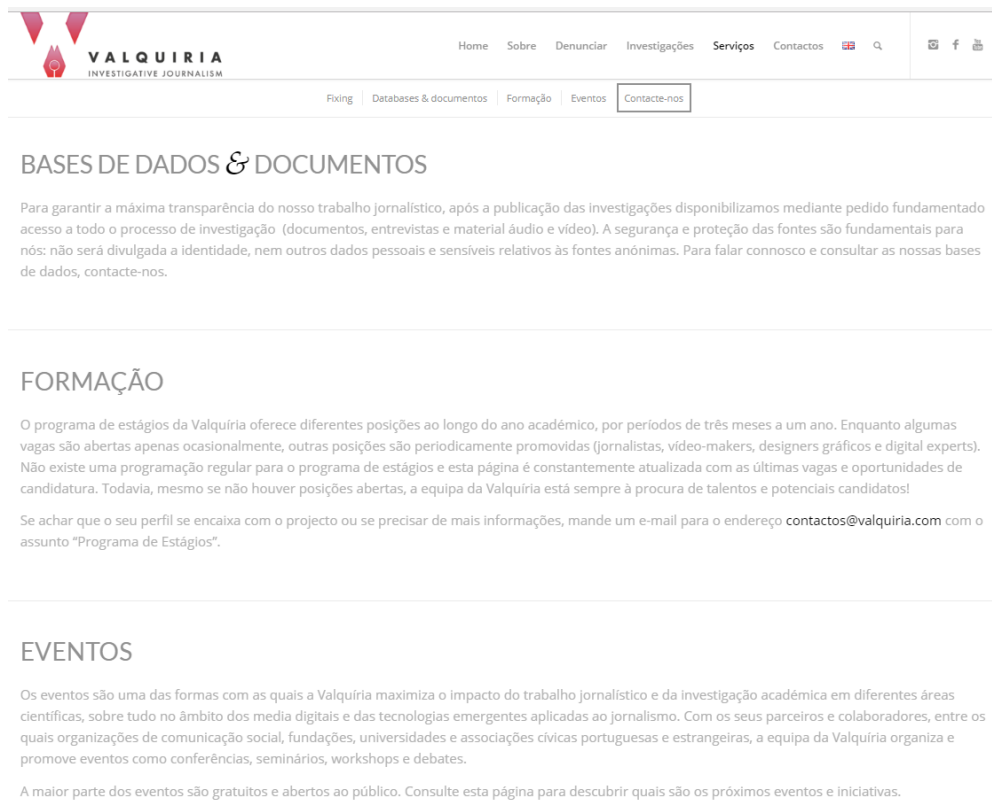 VALQUIRIA
INVESTIGATIVE JOURNALISM
Home Sobre Denunciar Investigações Serviços Contactos
Fixing Databases & documentos Formação Eventos Contacte-nos
BASES DE DADOS & DOCUMENTOS
Para garantir a máxima transparência do nosso trabalho jornalístico, após a publicação das investigações disponibilizamos mediante pedido fundamentado
acesso a todo o processo de investigação (documentos, entrevistas e material áudio e vídeo). A segurança e proteção das fontes são fundamentais para
nós: não será divulgada a identidade, nem outros dados pessoais e sensíveis relativos às fontes anónimas. Para falar connosco e consultar as nossas bases
de dados, contacte-nos.
FORMAÇÃO
O programa de estágios da Valquíria oferece diferentes posições ao longo do ano académico, por períodos de três meses a um ano. Enquanto algumas
vagas são abertas apenas ocasionalmente, outras posições são periodicamente promovidas (jornalistas, vídeo-makers, designers gráficos e digital experts).
Não existe uma programação regular para o programa de estágios e esta página é constantemente atualizada com as últimas vagas e oportunidades de
candidatura. Todavia, mesmo se não houver posições abertas, a equipa da Valquíria está sempre à procura de talentos e potenciais candidatos!
Se achar que o seu perfil se encaixa com o projecto ou se precisar de mais informações, mande um e-mail para o endereço contactos@valquiria.com com o
assunto “Programa de Estágios”.
EVENTOS
Os eventos são uma das formas com as quais a Valquíria maximiza o impacto do trabalho jornalístico e da investigação académica em diferentes áreas
científicas, sobre tudo no âmbito dos media digitais e das tecnologias emergentes aplicadas ao jornalismo. Com os seus parceiros e colaboradores, entre os
quais organizações de comunicação social, fundações, universidades e associações cívicas portuguesas e estrangeiras, a equipa da Valquíria organiza e
promove eventos como conferências, seminários, workshops e debates.
A maior parte dos eventos são gratuitos e abertos ao público. Consulte esta página para descubrir quais são os próximos eventos e iniciativas.